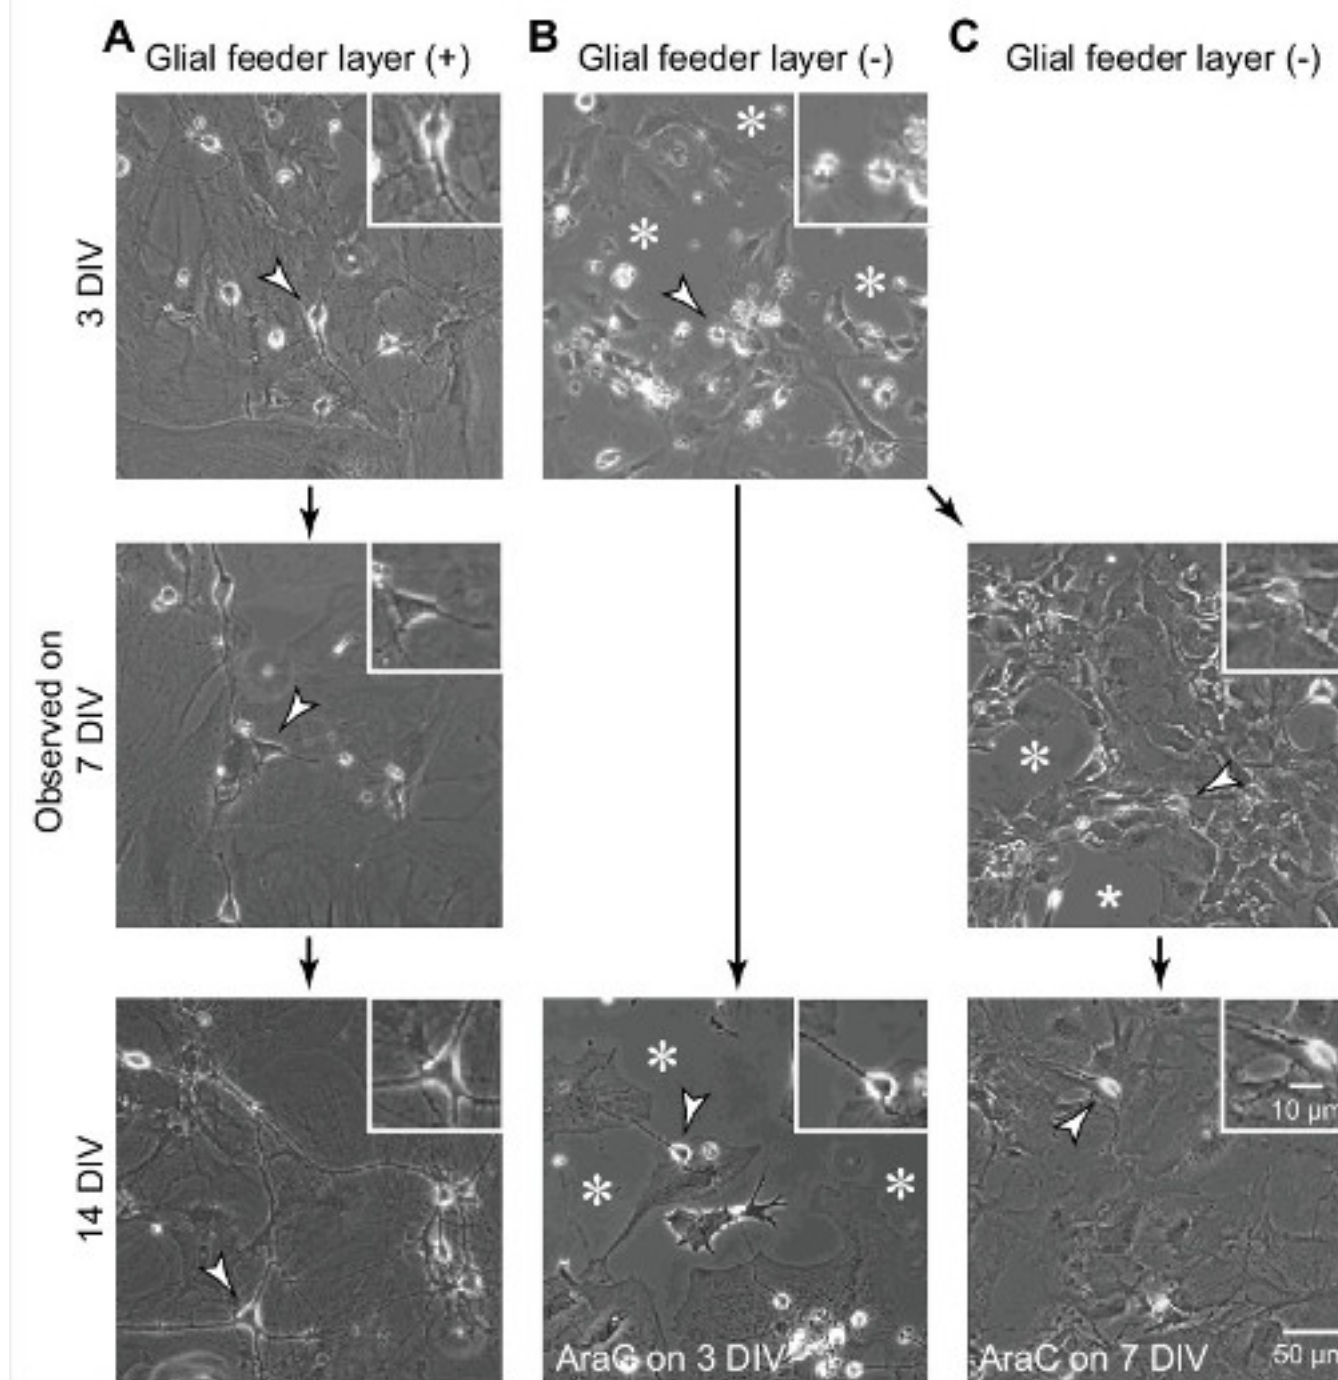 A
Glial feeder layer (+)
B
Glial feeder layer (-)
C
Glial feeder layer (-)
3 DIV
*
*
*
Observed on
7 DIV
*
*
14 DIV
*
*
*
AraC on 3 DIV
10 µm
AraC on 7 DIV
50 µm